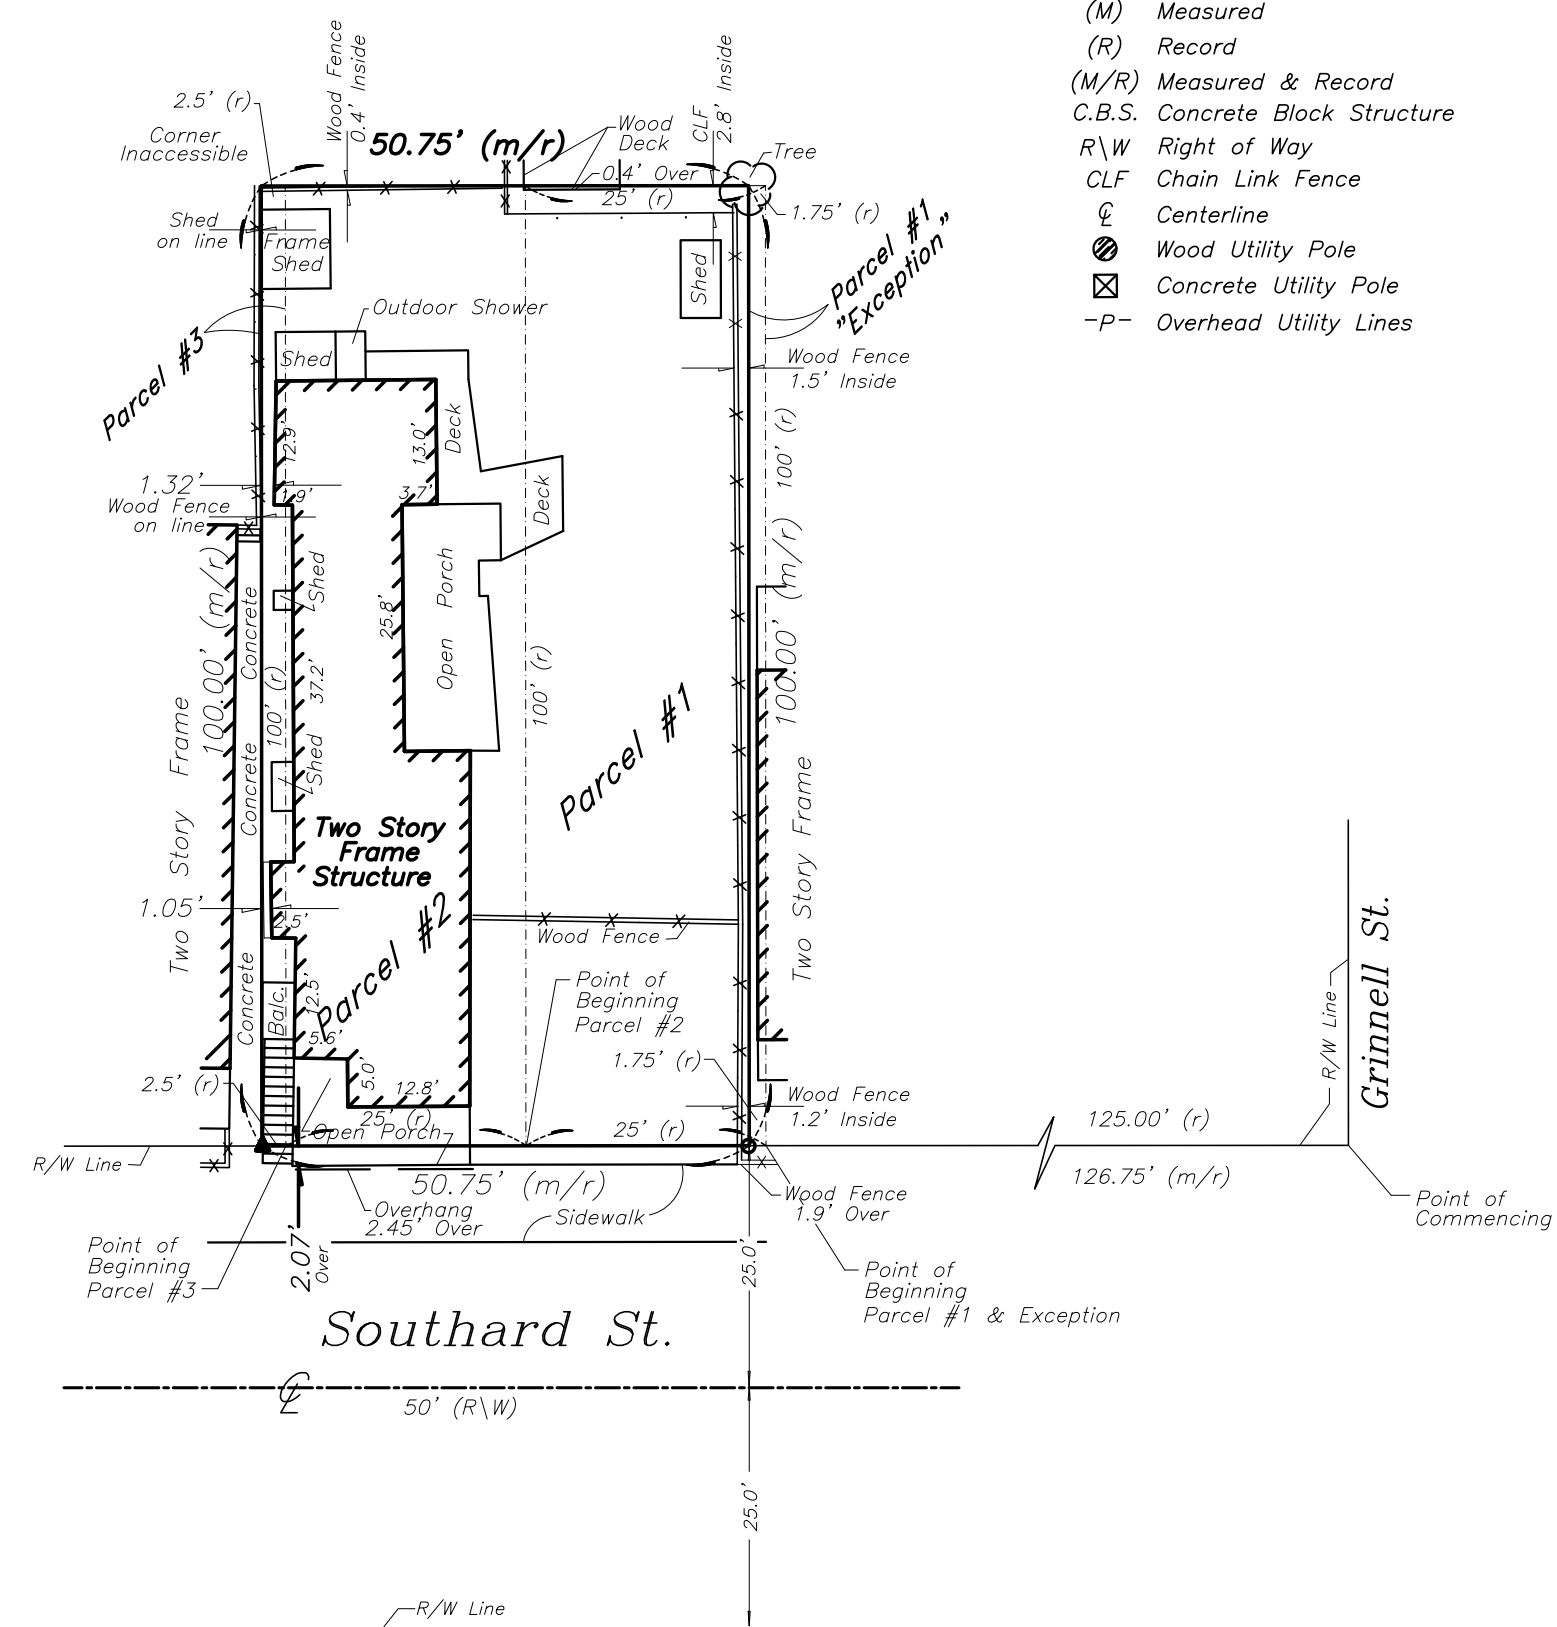 (M) Measured
(R) Record
(M/R) Measured & Record
C.B.S. Concrete Block Structure
R\W Right of Way
CLF Chain Link Fence
℄ Centerline
Wood Utility Pole
Concrete Utility Pole
-P- Overhead Utility Lines
Wood Fence
0.4' Inside
CLF
2.8' Inside
2.5' (r)
Corner
Inaccessible
50.75' (m/r)
Wood
Deck
Tree
0.4' Over
25' (r)
1.75' (r)
Shed
on line
Frame
Shed
Shed
Parcel #1
"Exception"
Outdoor Shower
Parcel #3
Shed
Wood Fence
1.5' Inside
Deck
12.9'
13.0'
100' (r)
1.32'
1.9'
3.7'
Deck
Wood Fence
on line
100.00' (m/r)
100.00' (m/r)
Shed
Concrete
Open Porch
25.8'
37.2'
100' (r)
100' (r)
Parcel #1
Two Story Frame
Concrete
Shed
Two Story
Frame
Structure
Two Story Frame
1.05'
2.5'
Parcel #2
Wood Fence
Grinnell St.
Concrete
Balc.
12.5'
Point of
Beginning
Parcel #2
R/W Line
5.6'
1.75' (r)
2.5' (r)
5.0'
12.8'
Wood Fence
1.2' Inside
25' (r)
Open Porch
25' (r)
125.00' (r)
126.75' (m/r)
R/W Line
50.75' (m/r)
Wood Fence
1.9' Over
Point of
Commencing
Overhang
2.45' Over
Sidewalk
Point of
Beginning
Parcel #3
2.07'
Over
25.0'
Point of
Beginning
Parcel #1 & Exception
Southard St.
℄
50' (R\W)
25.0'
R/W Line